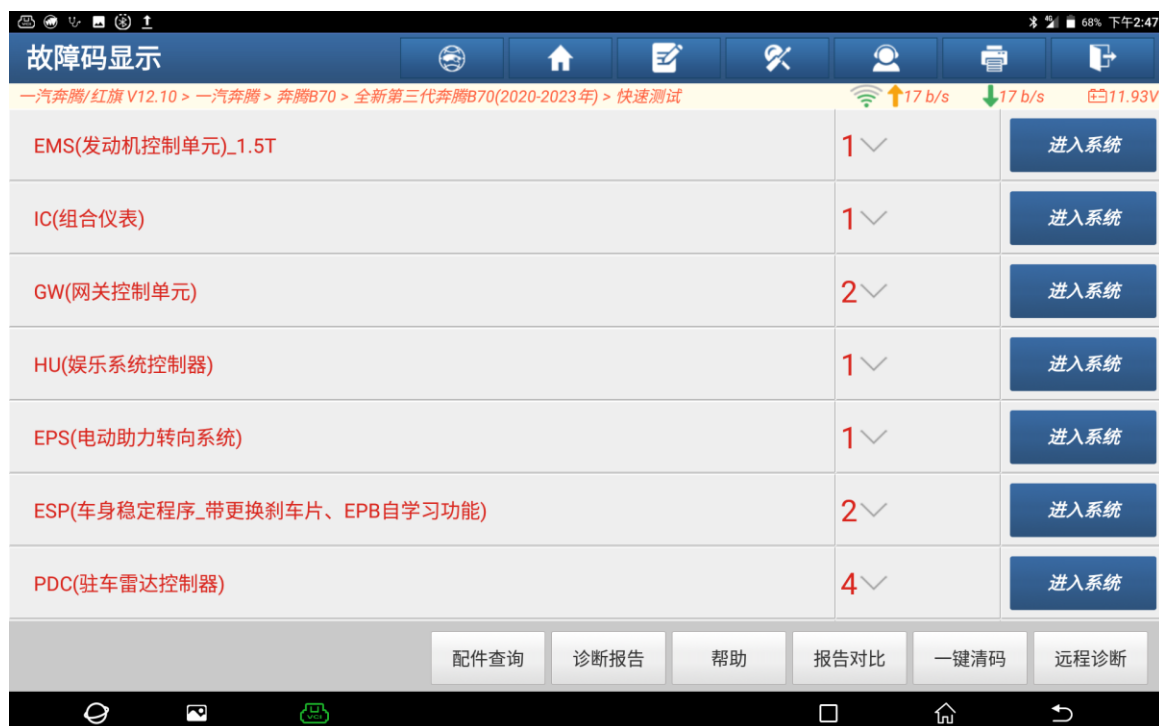 4G 68% 下午2:47
故障码显示
一汽奔腾/红旗 V12.10 > 一汽奔腾 > 奔腾B70 > 全新第三代奔腾B70(2020-2023年) > 快速测试 17 b/s 17 b/s 11.93V
EMS(发动机控制单元)_1.5T 1 进入系统
IC(组合仪表) 1 进入系统
GW(网关控制单元) 2 进入系统
HU(娱乐系统控制器) 1 进入系统
EPS(电动助力转向系统) 1 进入系统
ESP(车身稳定程序_带更换刹车片、EPB自学习功能) 2 进入系统
PDC(驻车雷达控制器) 4 进入系统
配件查询 诊断报告 帮助 报告对比 一键清码 远程诊断
VCI